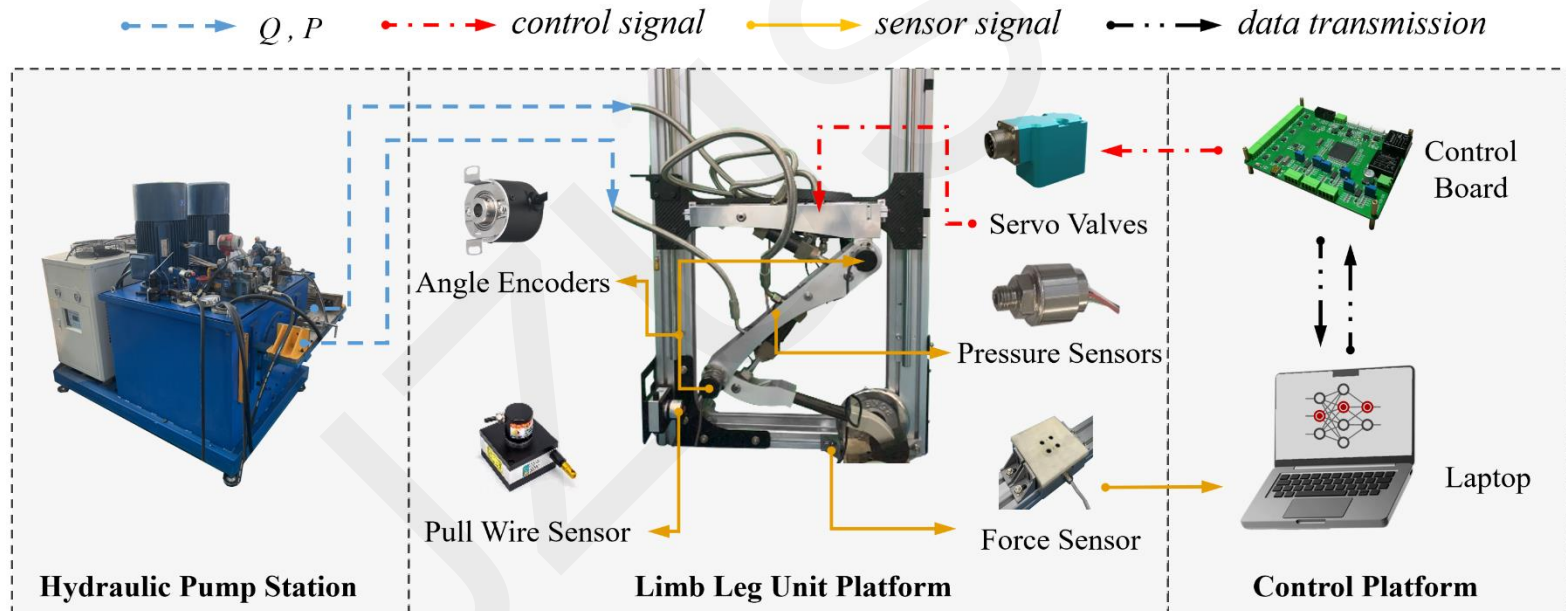 Q , P
control signal
sensor signal
data transmission
Angle Encoders
Pull Wire Sensor
Servo Valves
Pressure Sensors
Force Sensor
Control
Board
Laptop
Hydraulic Pump Station
Limb Leg Unit Platform
Control Platform